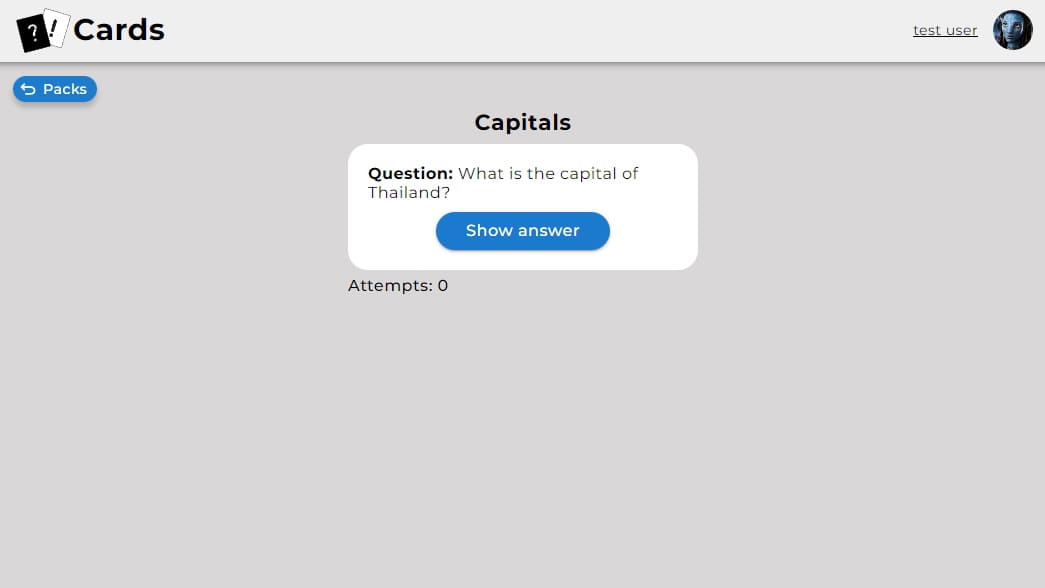 ? ! Cards
test user
Packs
Capitals
Question: What is the capital of
Thailand?
Show answer
Attempts: 0